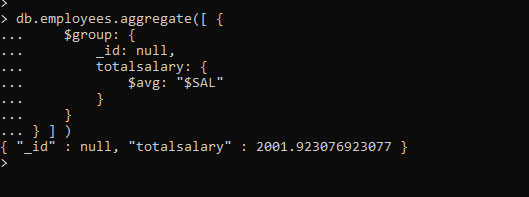 >
> db.employees.aggregate([ {
...     $group: {
...         _id: null,
...         totalsalary: {
...             $avg: "$SAL"
...         }
...     }
... } ] )
{ "_id" : null, "totalsalary" : 2001.923076923077 }
>